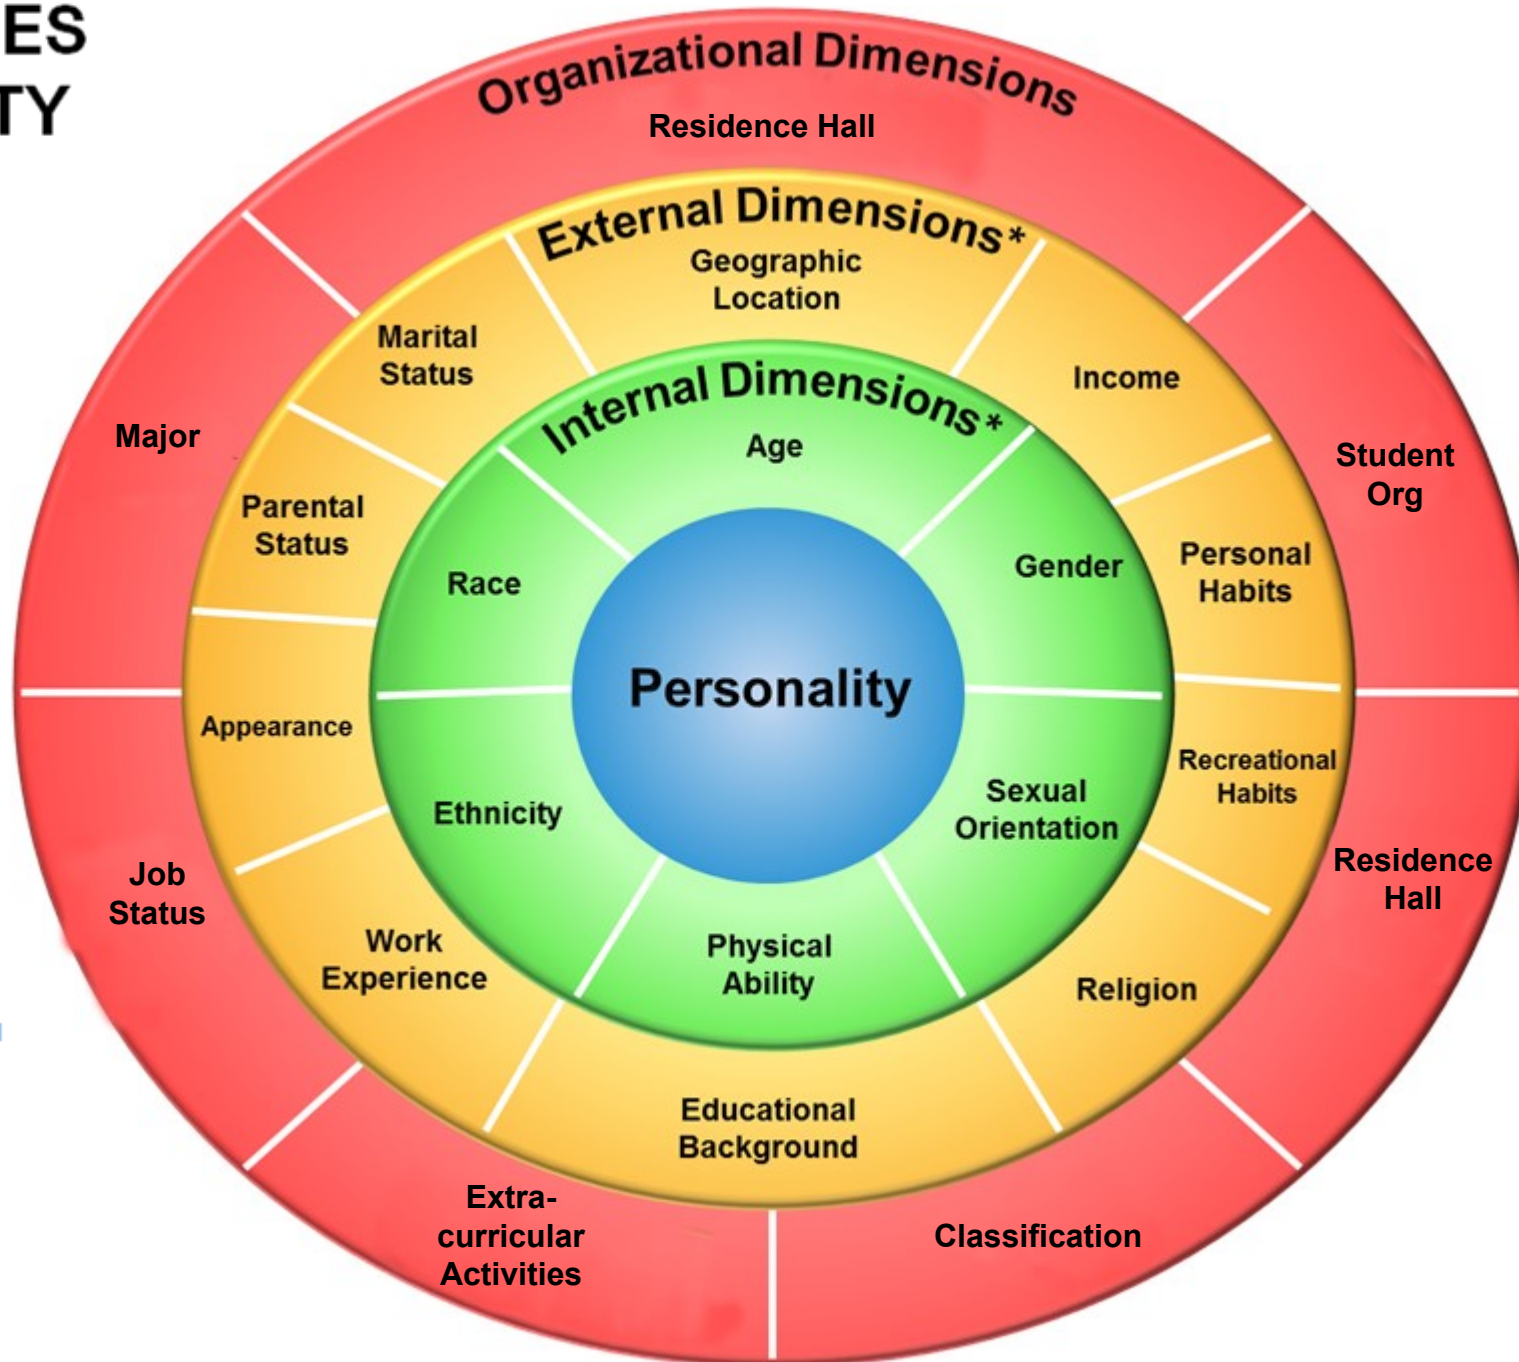 ES
TY
Organizational Dimensions
Residence Hall
External Dimensions*
Geographic
Location
Marital
Status
Income
Internal Dimensions*
Age
Major
Student
Org
Parental
Status
Personal
Habits
Race
Gender
Personality
Appearance
Recreational
Habits
Ethnicity
Sexual
Orientation
Job
Status
Residence
Hall
Work
Experience
Physical
Ability
Religion
Educational
Background
Extra-
curricular
Activities
Classification